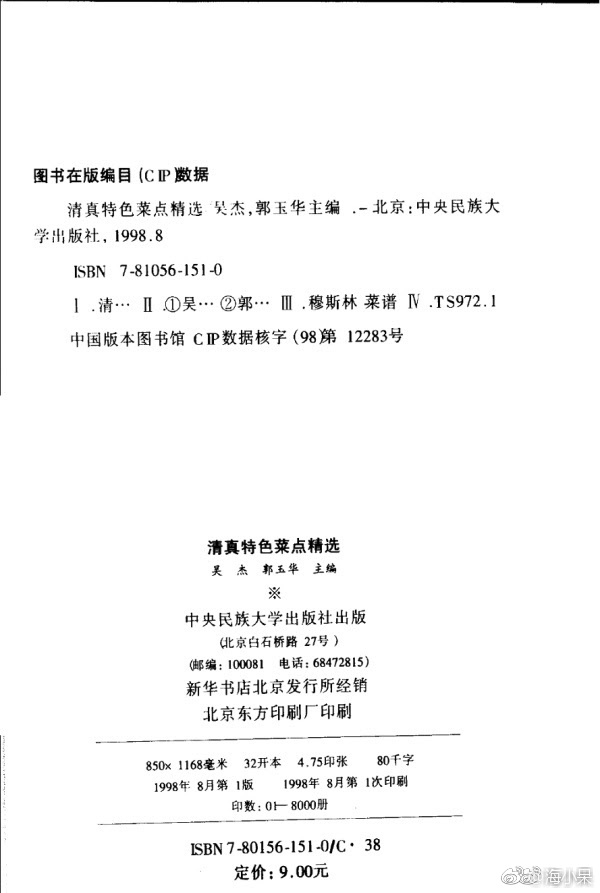 图书在版编目(CIP)数据
清真特色菜点精选 吴杰,郭玉华主编 .-北京:中央民族大
学出版社, 1998.8
ISBN 7-81056-151-0
Ⅰ.清… Ⅱ.①吴… ②郭… Ⅲ.穆斯林 菜谱 Ⅳ.TS972.1
中国版本图书馆 CIP数据核字(98)第 12283号
清真特色菜点精选
吴 杰 郭玉华 主编
※
中央民族大学出版社出版
(北京白石桥路 27号)
(邮编: 100081 电话: 68472815)
新华书店北京发行所经销
北京东方印刷厂印刷
850× 1168毫米 32开本 4.75印张 80千字
1998年 8月第 1版 1998年 8月第 1次印刷
印数: 01—8000册
ISBN 7-80156-151-0/C·38
定价: 9.00元
海小果